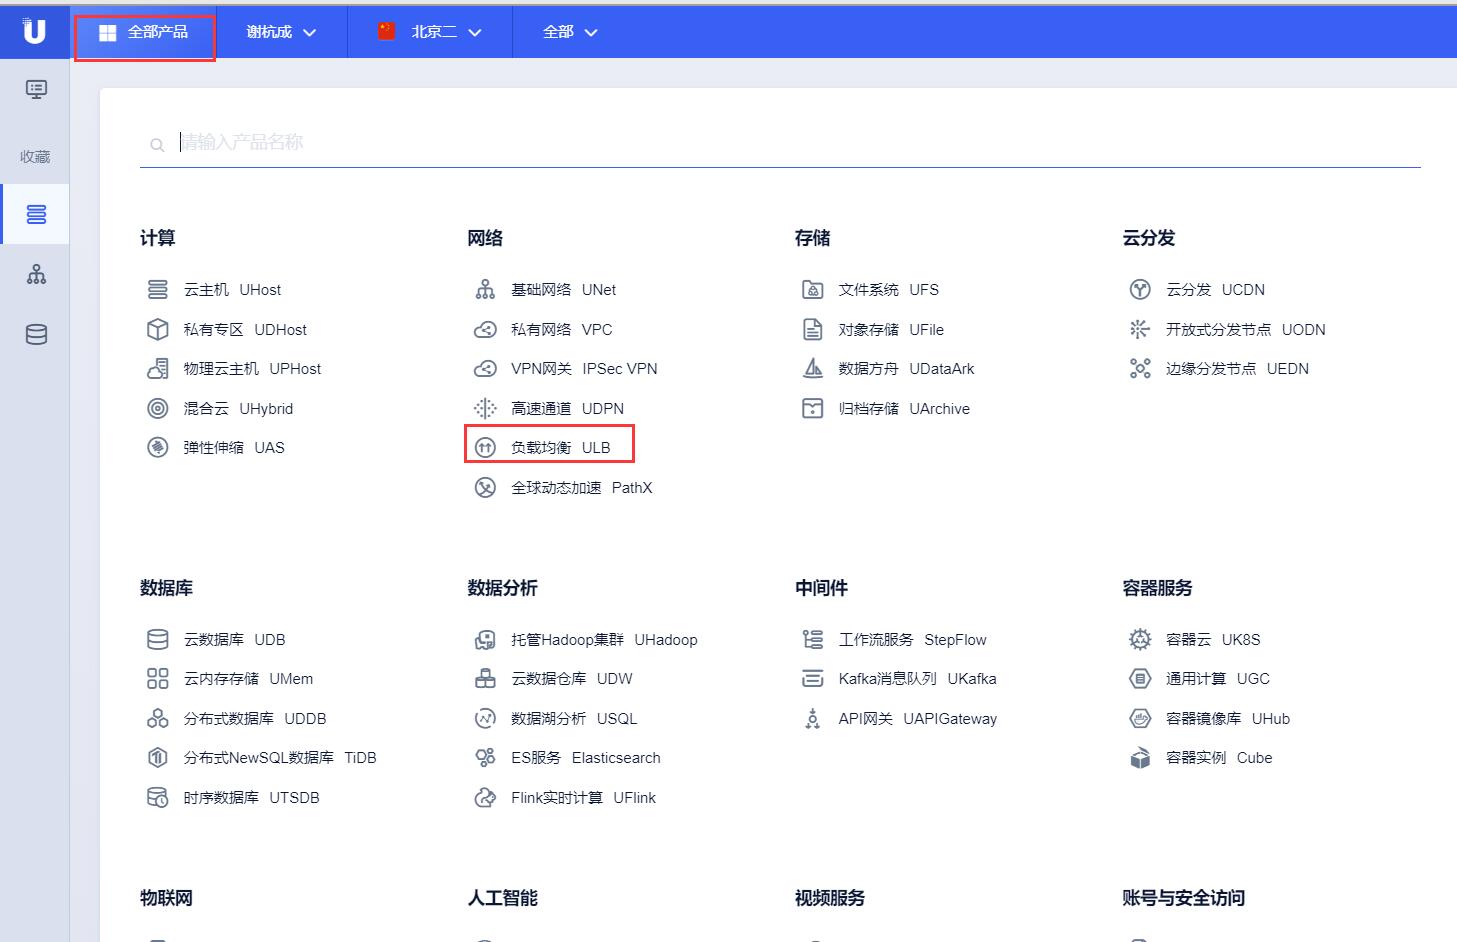 全部产品
谢杭成
北京二
全部
收藏
请输入产品名称
计算
云主机 UHost
私有专区 UDHost
物理云主机 UPHost
混合云 UHybrid
弹性伸缩 UAS
网络
基础网络 UNet
私有网络 VPC
VPN网关 IPSec VPN
高速通道 UDPN
负载均衡 ULB
全球动态加速 PathX
存储
文件系统 UFS
对象存储 UFile
数据方舟 UDataArk
归档存储 UArchive
云分发
云分发 UCDN
开放式分发节点 UODN
边缘分发节点 UEDN
数据库
云数据库 UDB
云内存存储 UMem
分布式数据库 UDDB
分布式NewSQL数据库 TiDB
时序数据库 UTSDB
数据分析
托管Hadoop集群 UHadoop
云数据仓库 UDW
数据湖分析 USQL
ES服务 Elasticsearch
Flink实时计算 UFlink
中间件
工作流服务 StepFlow
Kafka消息队列 UKafka
API网关 UAPIGateway
容器服务
容器云 UK8S
通用计算 UGC
容器镜像库 UHub
容器实例 Cube
物联网
人工智能
视频服务
账号与安全访问